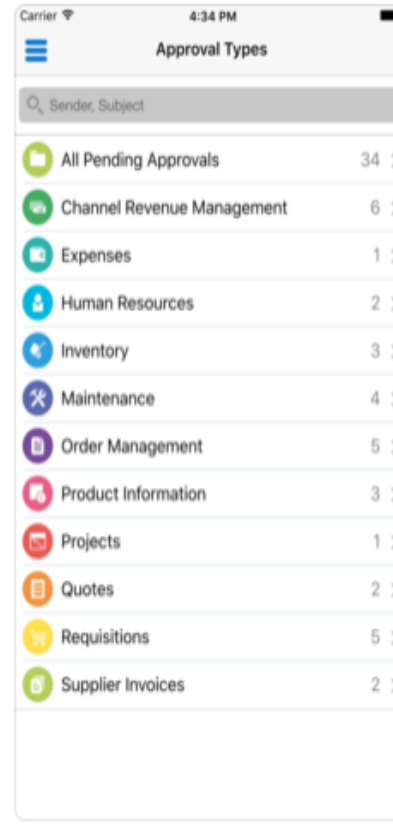 Carrier 4:34 PM
Approval Types
Sender, Subject
All Pending Approvals 34
Channel Revenue Management 6
Expenses 1
Human Resources 2
Inventory 3
Maintenance 4
Order Management 5
Product Information 3
Projects 1
Quotes 2
Requisitions 5
Supplier Invoices 2